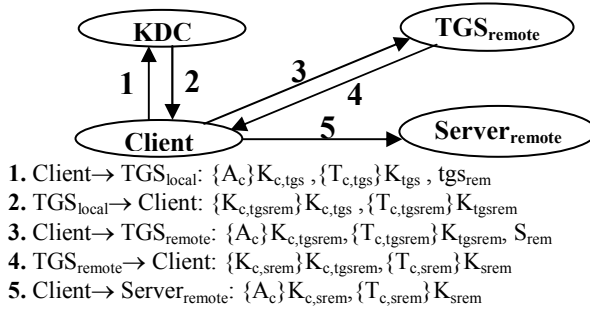 KDC
TGSremote
1
2
3
4
5
Client
Serverremote
1. Client→ TGSlocal: {Ac}Kc,tgs ,{Tc,tgs}Ktgs , tgsrem
2. TGSlocal→ Client: {Kc,tgsrem}Kc,tgs ,{Tc,tgsrem}Ktgsrem
3. Client→ TGSremote: {Ac}Kc,tgsrem,{Tc,tgsrem}Ktgsrem, Srem
4. TGSremote→ Client: {Kc,srem}Kc,tgsrem,{Tc,srem}Ksrem
5. Client→ Serverremote: {Ac}Kc,srem,{Tc,srem}Ksrem